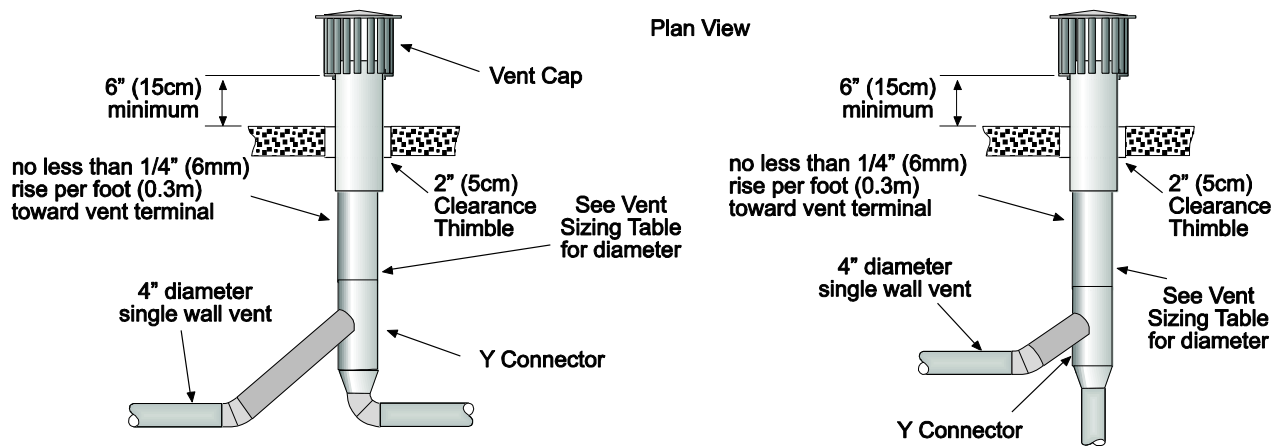 Plan View
Vent Cap
6” (15cm)
minimum
no less than 1/4” (6mm)
rise per foot (0.3m)
toward vent terminal
2” (5cm)
Clearance
Thimble
See Vent
Sizing Table
for diameter
4” diameter
single wall vent
Y Connector
6” (15cm)
minimum
no less than 1/4” (6mm)
rise per foot (0.3m)
toward vent terminal
2” (5cm)
Clearance
Thimble
4” diameter
single wall vent
See Vent
Sizing Table
for diameter
Y Connector